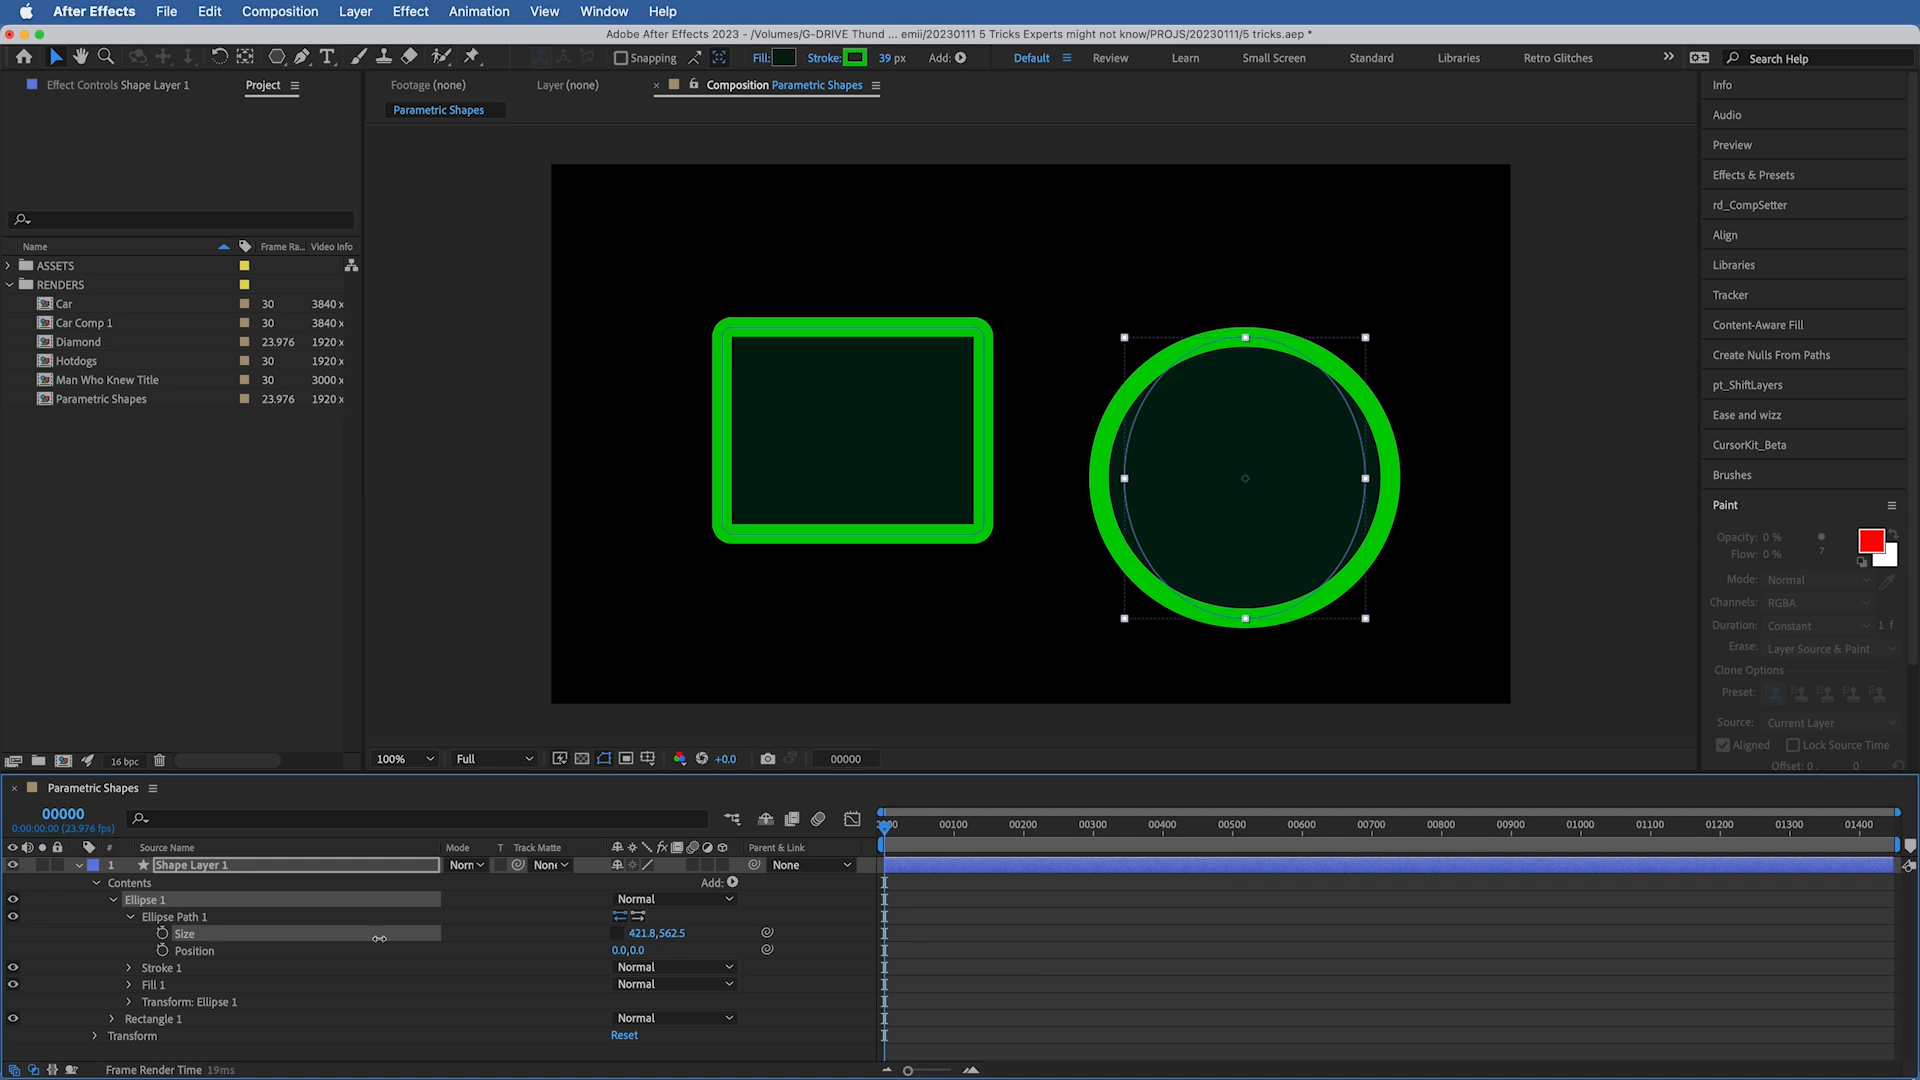 After Effects File Edit Composition Layer Effect Animation View Window Help
Adobe After Effects 2023 - /Volumes/G-DRIVE Thund ... emii/20230111 5 Tricks Experts might not know/PROJS/20230111/5 tricks.aep *
Snapping Fill: Stroke: 39 px Add: Default Review Learn Small Screen Standard Libraries Retro Glitches Search Help
Effect Controls Shape Layer 1 Project Footage (none) Layer (none) Composition Parametric Shapes
Parametric Shapes
Name Frame Ra... Video Info
ASSETS
RENDERS
Car 30 3840 x
Car Comp 1 30 3840 x
Diamond 23.976 1920 x
Hotdogs 30 1920 x
Man Who Knew Title 30 3000 x
Parametric Shapes 23.976 1920 x
16 bpc
100% Full +0.0 00000
Info
Audio
Preview
Effects & Presets
rd_CompSetter
Align
Libraries
Tracker
Content-Aware Fill
Create Nulls From Paths
pt_ShiftLayers
Ease and wizz
CursorKit_Beta
Brushes
Paint
Opacity: 0 %
Flow: 0 % 7
Mode: Normal
Channels: RGBA
Duration: Constant 1 f
Erase: Layer Source & Paint
Clone Options
Preset:
Source: Current Layer
Aligned Lock Source Time
Offset: 0 , 0
Parametric Shapes
00000
0:00:00:00 (23.976 fps)
00100 00200 00300 00400 00500 00600 00700 00800 00900 01000 01100 01200 01300 01400
# Source Name Mode T Track Matte fx Parent & Link
1 Shape Layer 1 Norn None None
Contents Add:
Ellipse 1 Normal
Ellipse Path 1
Size 421.8,562.5
Position 0.0,0.0
Stroke 1 Normal
Fill 1 Normal
Transform: Ellipse 1
Rectangle 1 Normal
Transform Reset
Frame Render Time 19ms